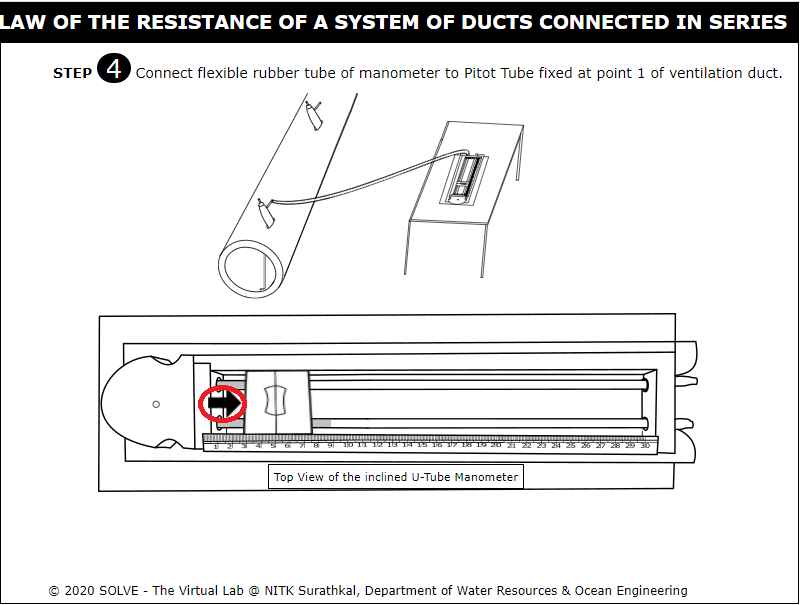 LAW OF THE RESISTANCE OF A SYSTEM OF DUCTS CONNECTED IN SERIES
STEP 4 Connect flexible rubber tube of manometer to Pitot Tube fixed at point 1 of ventilation duct.
1 2 3 4 5 6 7 8 9 10 11 12 13 14 15 16 17 18 19 20 21 22 23 24 25 26 27 28 29 30
Top View of the inclined U-Tube Manometer
© 2020 SOLVE - The Virtual Lab @ NITK Surathkal, Department of Water Resources & Ocean Engineering